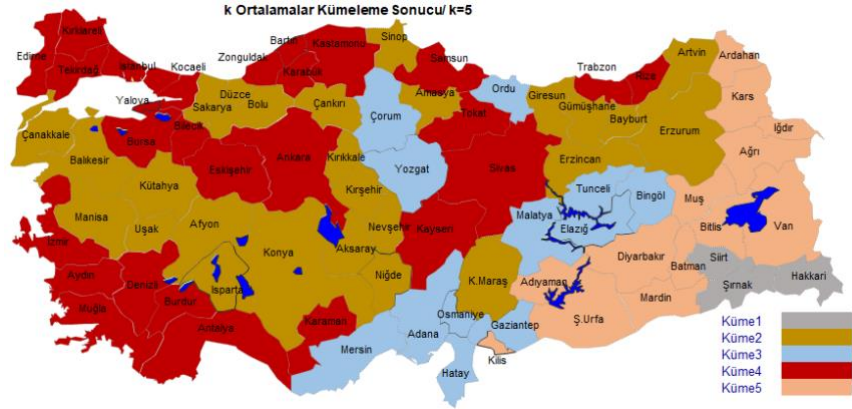 k Ortalamalar Kümeleme Sonucu/ k=5
Kırklareli
Edirne
Tekirdağ
İstanbul
Kocaeli
Yalova
Sakarya
Düzce
Bolu
Zonguldak
Bartın
Karabük
Kastamonu
Sinop
Samsun
Çankırı
Çorum
Amasya
Tokat
Ordu
Giresun
Trabzon
Rize
Artvin
Ardahan
Kars
Gümüşhane
Bayburt
Erzurum
Iğdır
Ağrı
Çanakkale
Balıkesir
Bursa
Bilecik
Eskişehir
Ankara
Kırıkkale
Yozgat
Sivas
Erzincan
Kütahya
Kırşehir
Tunceli
Bingöl
Muş
Manisa
Uşak
Afyon
Konya
Aksaray
Nevşehir
Kayseri
Malatya
Elazığ
Bitlis
Van
İzmir
Aydın
Denizli
Isparta
Burdur
Niğde
K.Maraş
Adıyaman
Diyarbakır
Batman
Siirt
Şırnak
Hakkari
Muğla
Antalya
Karaman
Mersin
Adana
Osmaniye
Gaziantep
Kilis
Hatay
Ş.Urfa
Mardin
Küme1
Küme2
Küme3
Küme4
Küme5